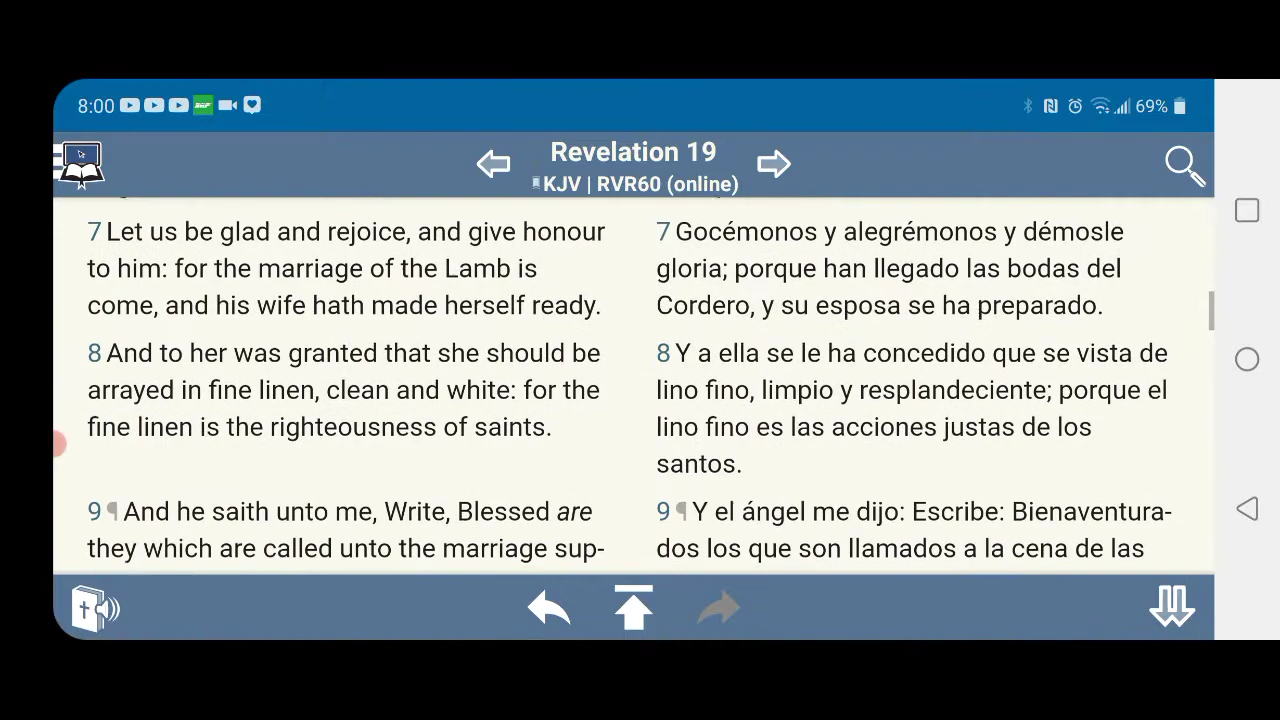 8:00 69%
Revelation 19
KJV | RVR60 (online)
7 Let us be glad and rejoice, and give honour
to him: for the marriage of the Lamb is
come, and his wife hath made herself ready.
8 And to her was granted that she should be
arrayed in fine linen, clean and white: for the
fine linen is the righteousness of saints.
9 ¶ And he saith unto me, Write, Blessed are
they which are called unto the marriage sup-
7 Gocémonos y alegrémonos y démosle
gloria; porque han llegado las bodas del
Cordero, y su esposa se ha preparado.
8 Y a ella se le ha concedido que se vista de
lino fino, limpio y resplandeciente; porque el
lino fino es las acciones justas de los
santos.
9 ¶ Y el ángel me dijo: Escribe: Bienaventura-
dos los que son llamados a la cena de las